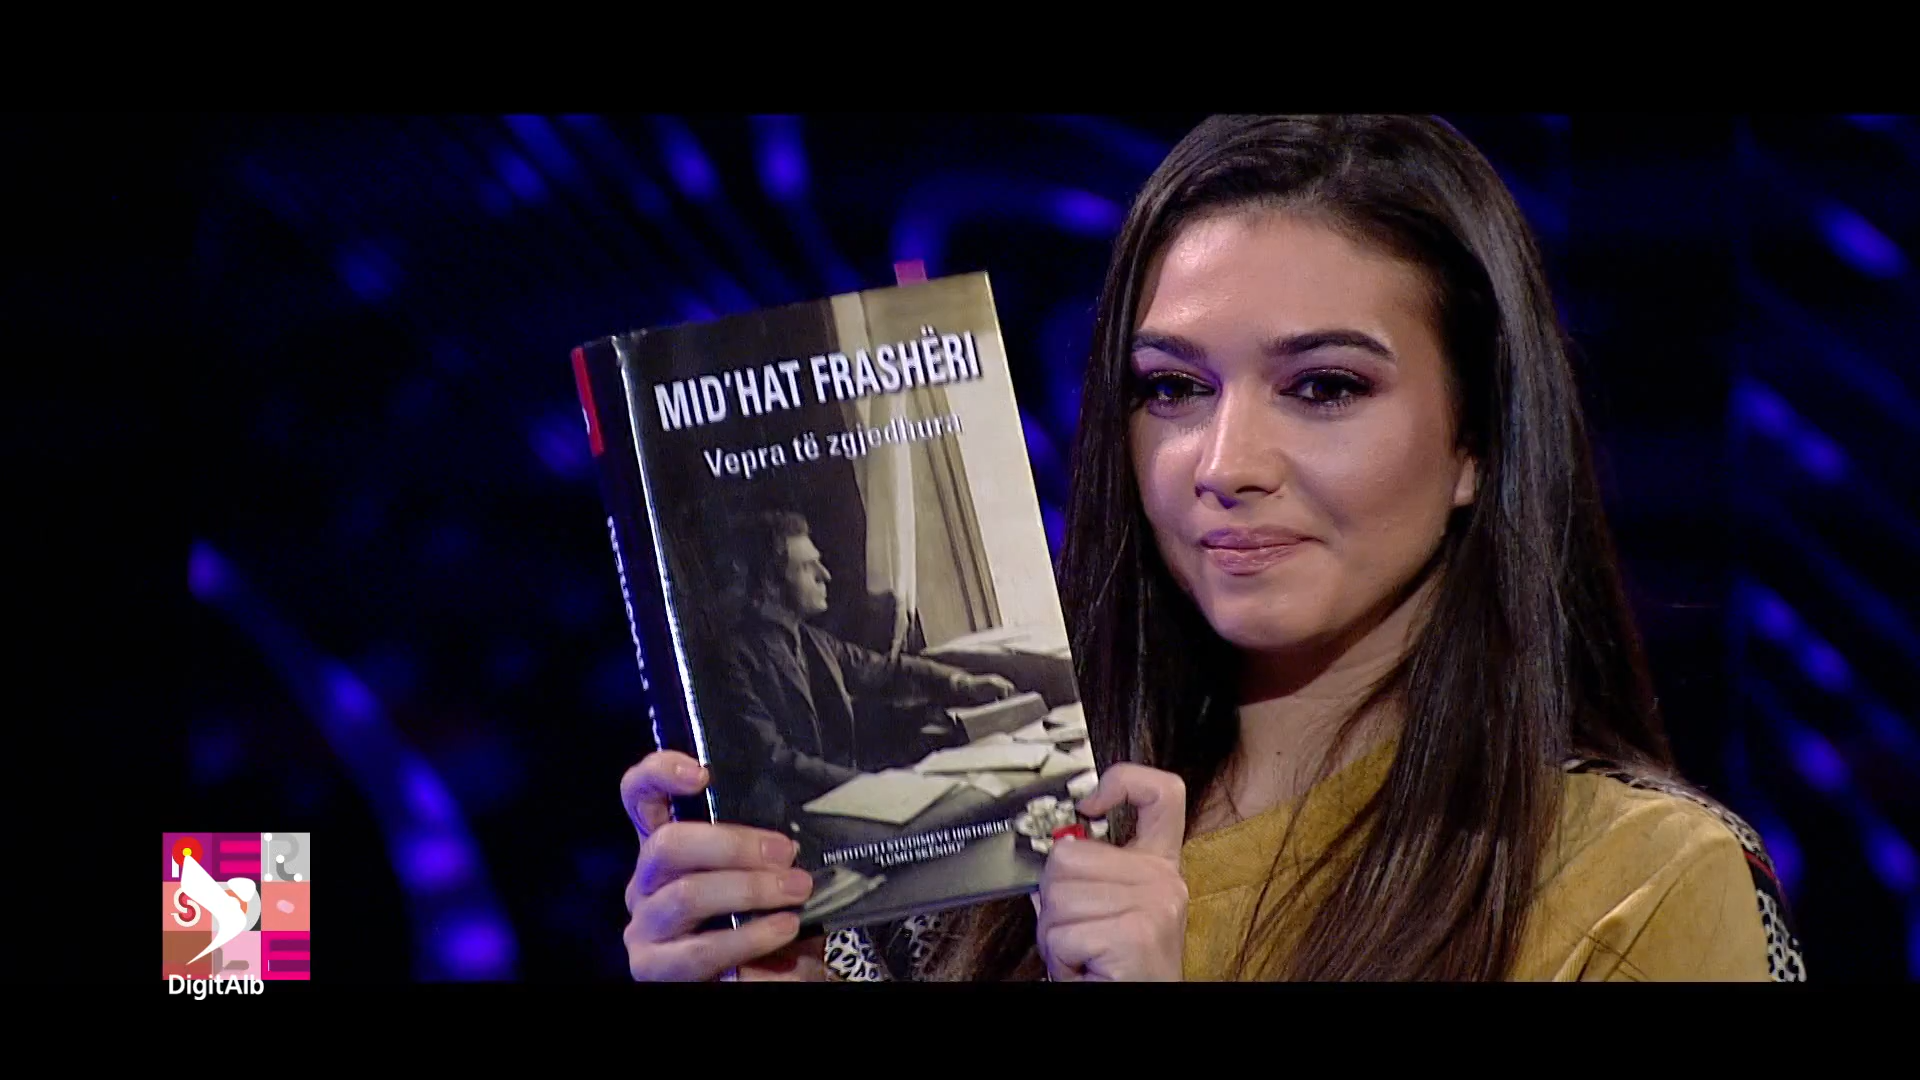 MID'HAT FRASHËRI
Vepra të zgjedhura
INSTITUTI I STUDIMEVE HISTORIKE
"LUMO SKENDO"
DigitAlb